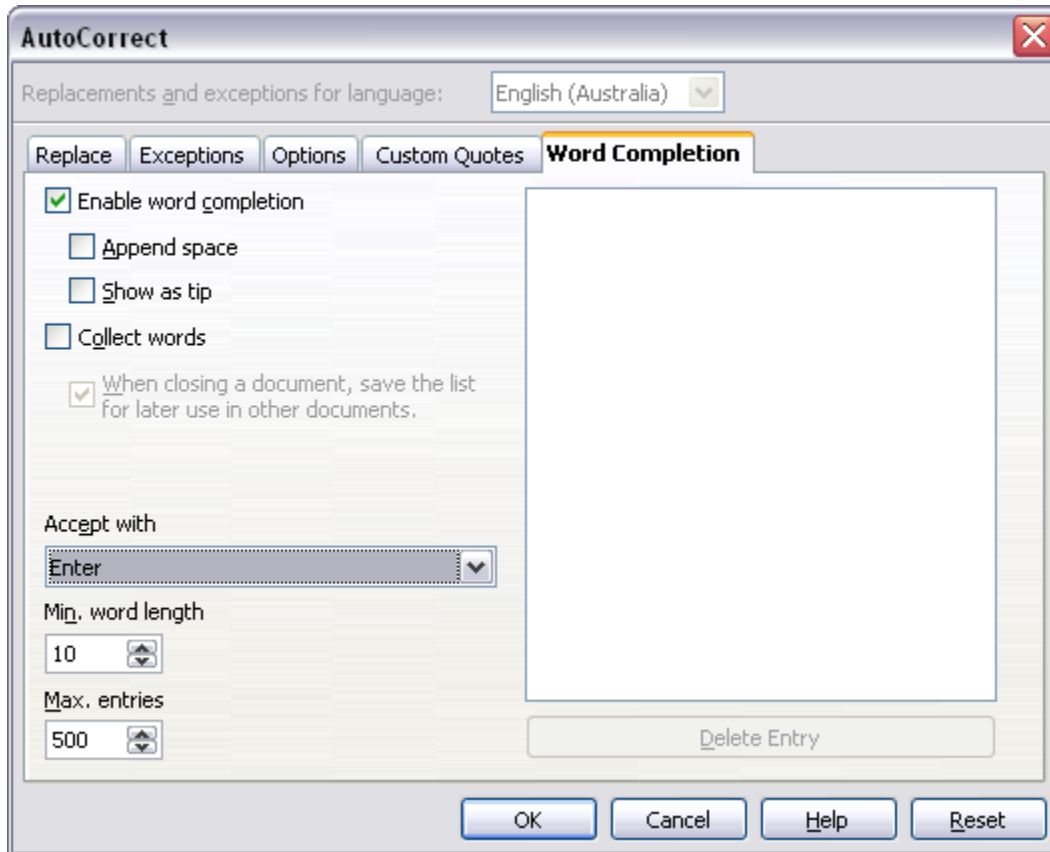 AutoCorrect
Replacements and exceptions for language: English (Australia)
Replace Exceptions Options Custom Quotes Word Completion
Enable word completion
Append space
Show as tip
Collect words
When closing a document, save the list
for later use in other documents.
Accept with
Enter
Min. word length
10
Max. entries
500
Delete Entry
OK Cancel Help Reset